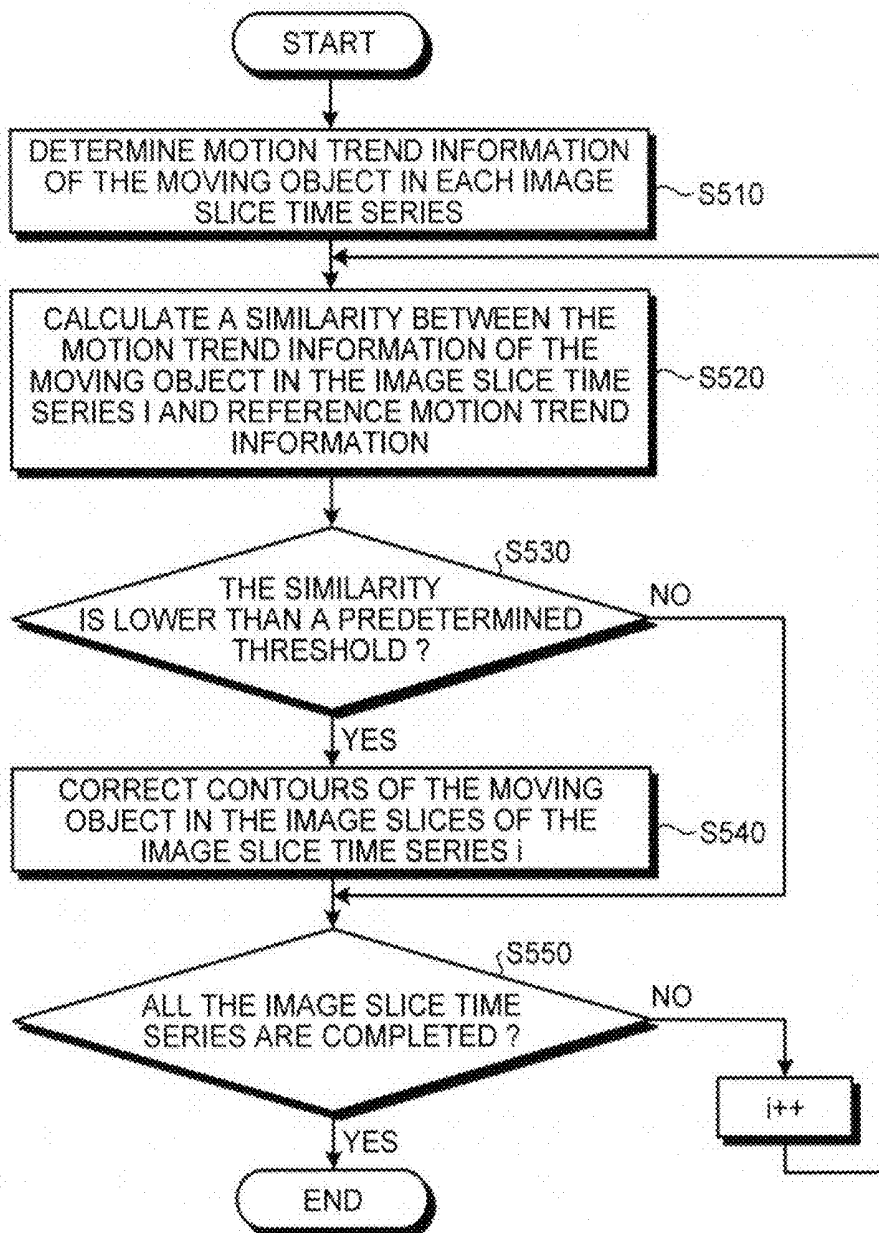 START
DETERMINE MOTION TREND INFORMATION
OF THE MOVING OBJECT IN EACH IMAGE
SLICE TIME SERIES
S510
CALCULATE A SIMILARITY BETWEEN THE
MOTION TREND INFORMATION OF THE
MOVING OBJECT IN THE IMAGE SLICE TIME
SERIES I AND REFERENCE MOTION TREND
INFORMATION
S520
S530
THE SIMILARITY
IS LOWER THAN A PREDETERMINED
THRESHOLD ?
NO
YES
CORRECT CONTOURS OF THE MOVING
OBJECT IN THE IMAGE SLICES OF THE
IMAGE SLICE TIME SERIES i
S540
S550
ALL THE IMAGE SLICE TIME
SERIES ARE COMPLETED ?
NO
i++
YES
END